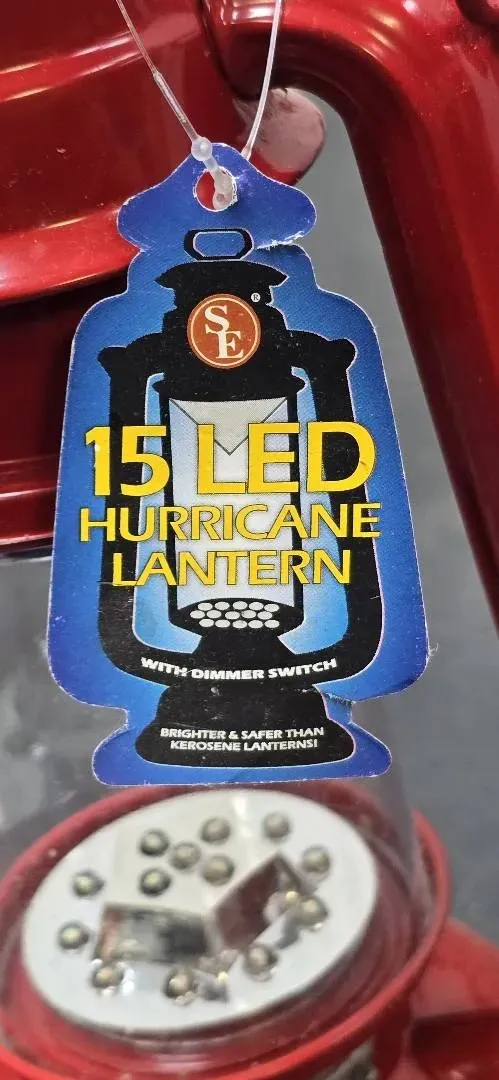 SE®
15 LED
HURRICANE
LANTERN
WITH DIMMER SWITCH
BRIGHTER & SAFER THAN
KEROSENE LANTERNS!